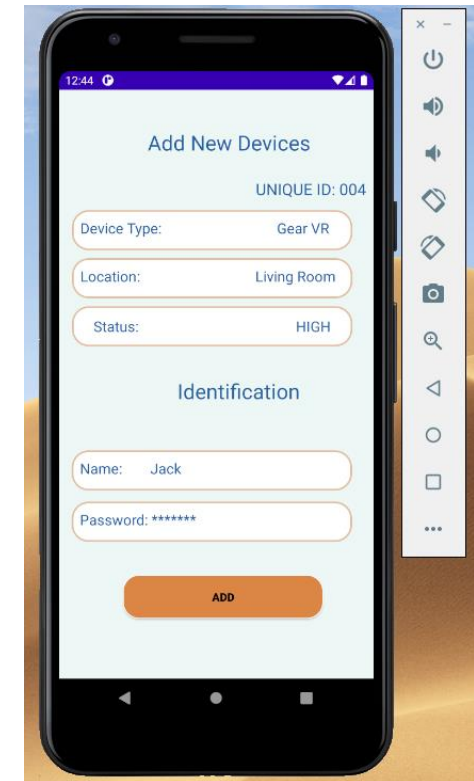 12:44
Add New Devices
UNIQUE ID: 004
Device Type: Gear VR
Location: Living Room
Status: HIGH
Identification
Name: Jack
Password: *******
ADD